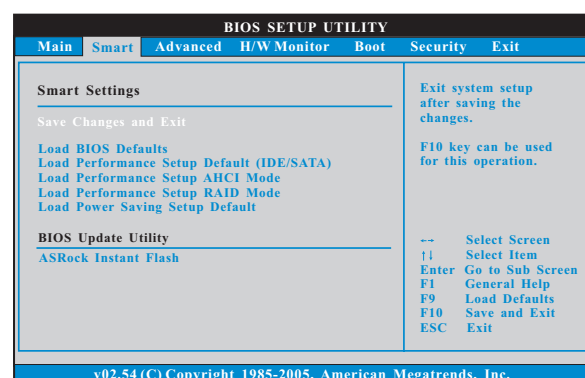 BIOS SETUP UTILITY
Main Smart Advanced H/W Monitor Boot Security Exit
Smart Settings
Save Changes and Exit
Load BIOS Defaults
Load Performance Setup Default (IDE/SATA)
Load Performance Setup AHCI Mode
Load Performance Setup RAID Mode
Load Power Saving Setup Default
BIOS Update Utility
ASRock Instant Flash
Exit system setup
after saving the
changes.
F10 key can be used
for this operation.
←→ Select Screen
↑↓ Select Item
Enter Go to Sub Screen
F1 General Help
F9 Load Defaults
F10 Save and Exit
ESC Exit
v02.54 (C) Copyright 1985-2005, American Megatrends, Inc.